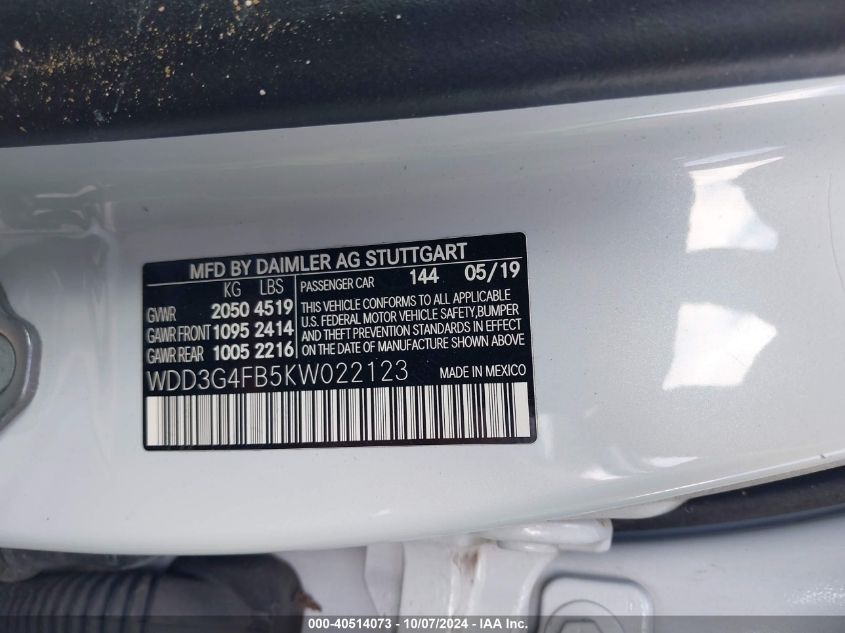 MFD BY DAIMLER AG STUTTGART
KG LBS
GVWR 2050 4519
GAWR FRONT 1095 2414
GAWR REAR 1005 2216
PASSENGER CAR 144 05/19
THIS VEHICLE CONFORMS TO ALL APPLICABLE
U.S. FEDERAL MOTOR VEHICLE SAFETY,BUMPER
AND THEFT PREVENTION STANDARDS IN EFFECT
ON THE DATE OF MANUFACTURE SHOWN ABOVE
WDD3G4FB5KW022123 MADE IN MEXICO
000-40514073 - 10/07/2024 - IAA Inc.